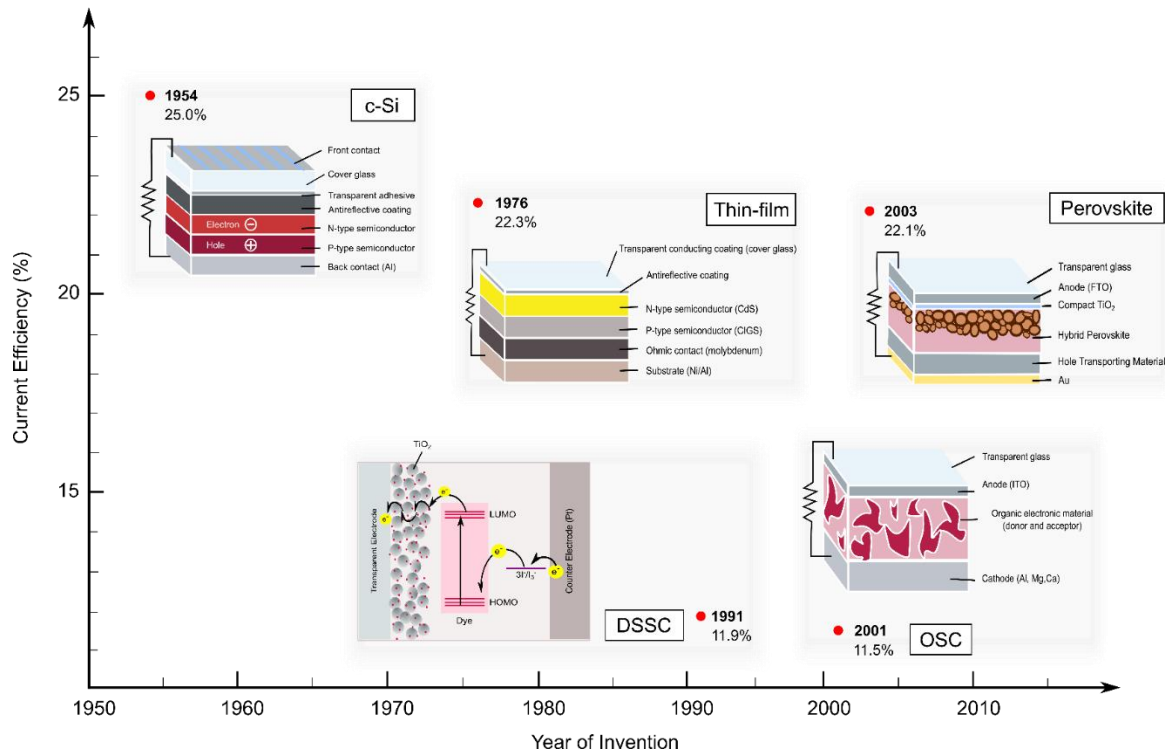 Current Efficiency (%)
25
20
15
1954
25.0%
c-Si
Front contact
Cover glass
Transparent adhesive
Antireflective coating
Electron ⊖
N-type semiconductor
Hole ⊕
P-type semiconductor
Back contact (Al)
1976
22.3%
Thin-film
Transparent conducting coating (cover glass)
Antireflective coating
N-type semiconductor (CdS)
P-type semiconductor (CIGS)
Ohmic contact (molybdenum)
Substrate (Ni/Al)
2003
22.1%
Perovskite
Transparent glass
Anode (FTO)
Compact TiO₂
Hybrid Perovskite
Hole Transporting Material
Au
TiO₂
Transparent Electrode
e⁻
e⁻
LUMO
e⁻
3I⁻/I₃⁻
e⁻
HOMO
Dye
Counter Electrode (Pt)
DSSC
1991
11.9%
Transparent glass
Anode (ITO)
Organic electronic material
(donor and acceptor)
Cathode (Al, Mg,Ca)
2001
11.5%
OSC
1950
1960
1970
1980
1990
2000
2010
Year of Invention